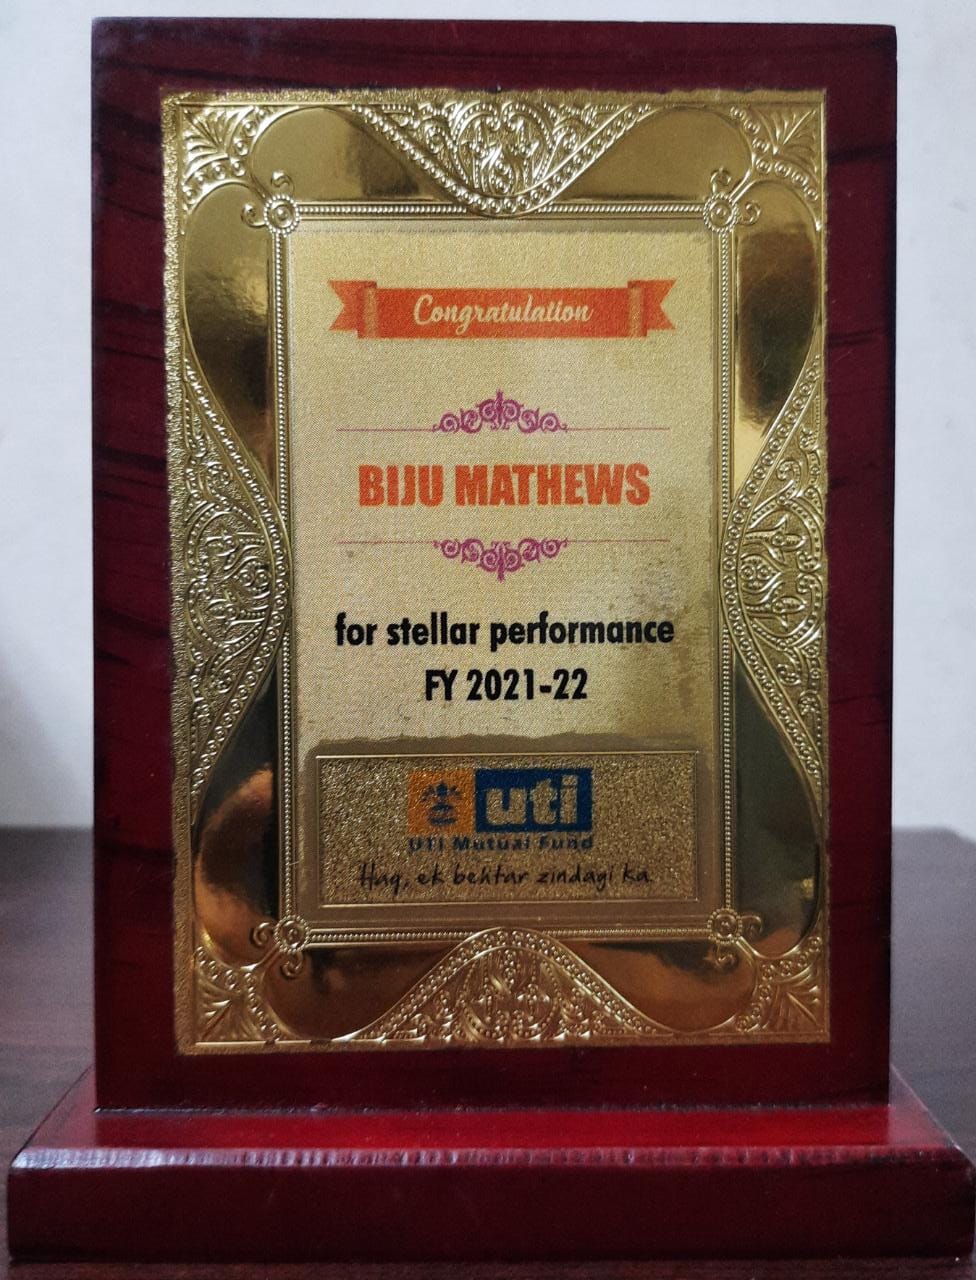 Congratulation
BIJU MATHEWS
for stellar performance
FY 2021-22
uti
UTI Mutual Fund
Haq, ek behtar zindagi ka.